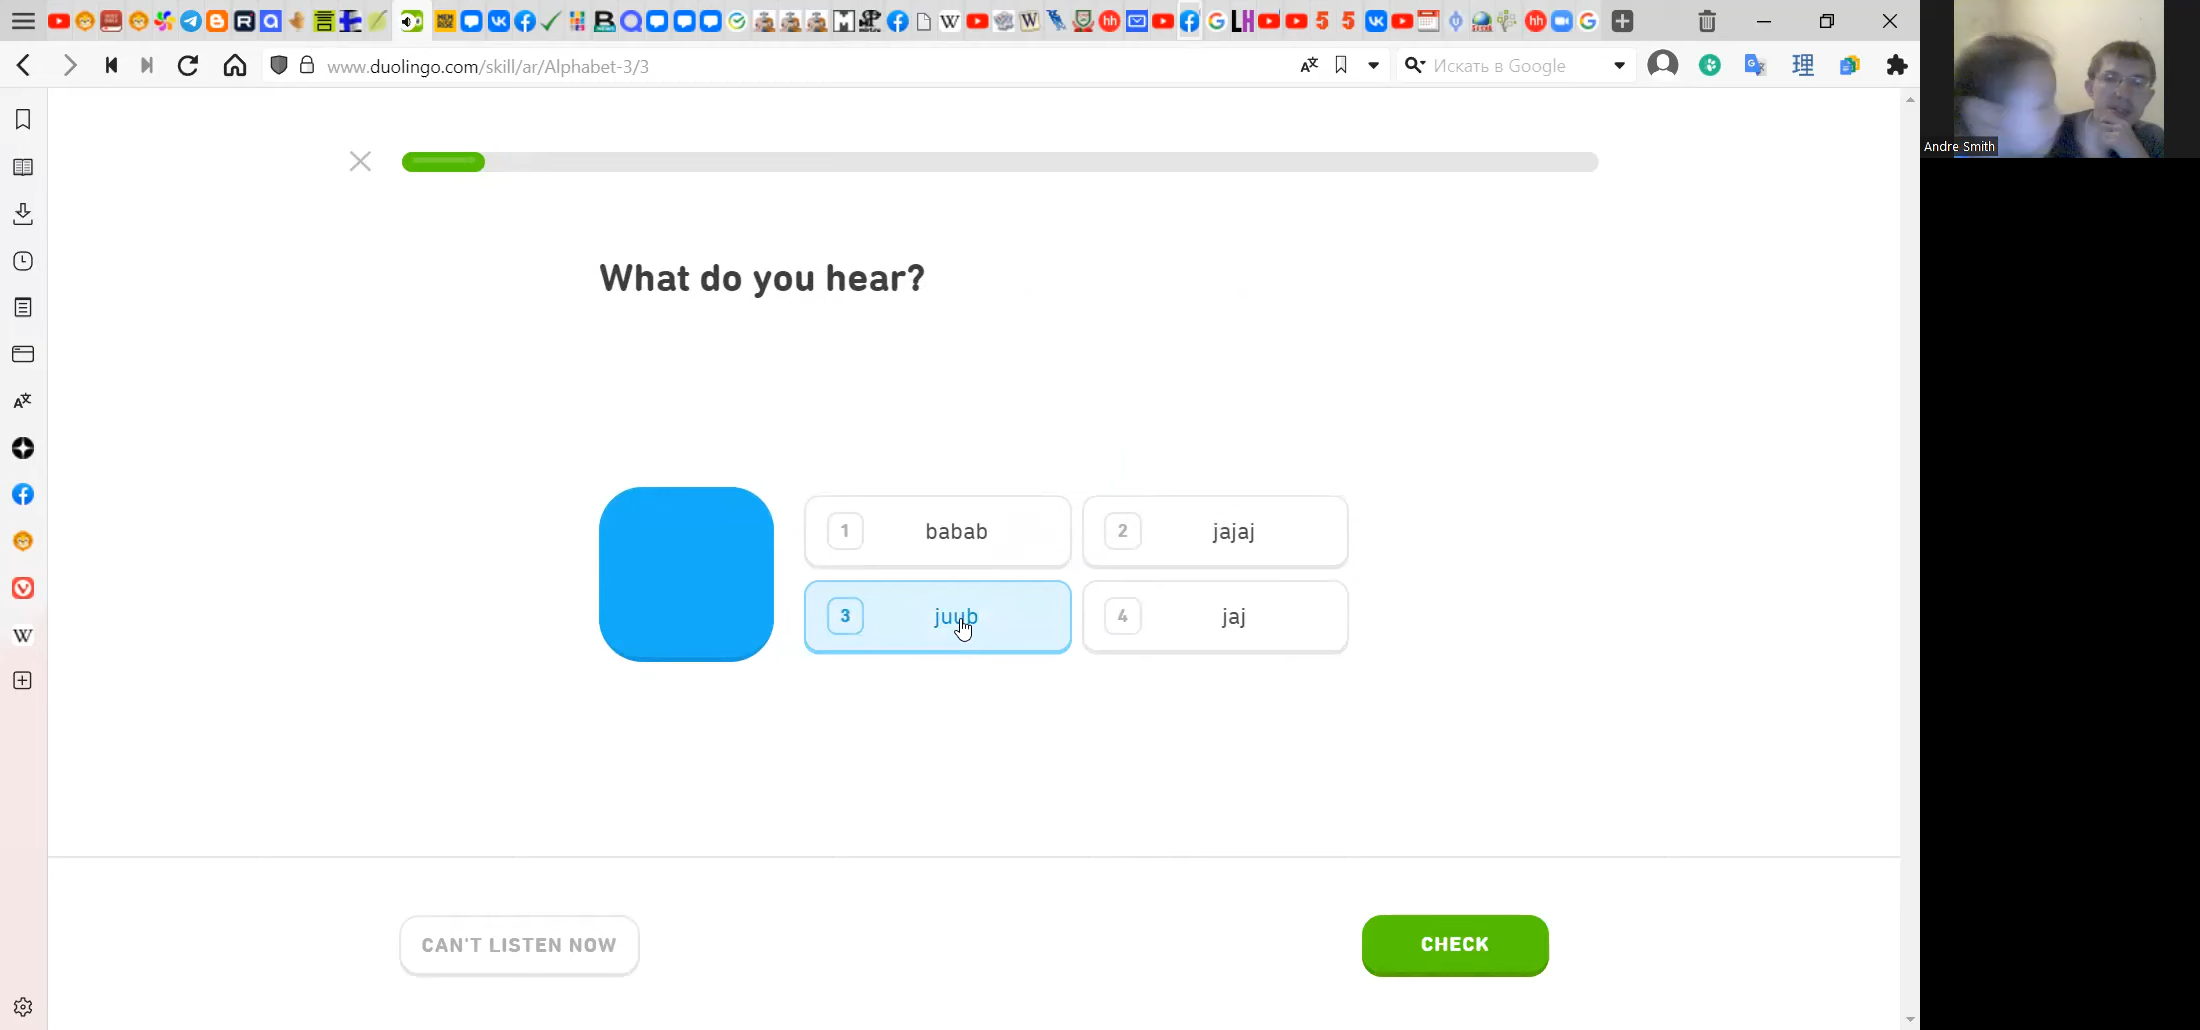 www.duolingo.com/skill/ar/Alphabet-3/3
Искать в Google
Andre Smith
What do you hear?
1 babab
2 jajaj
3 juub
4 jaj
CAN'T LISTEN NOW
CHECK